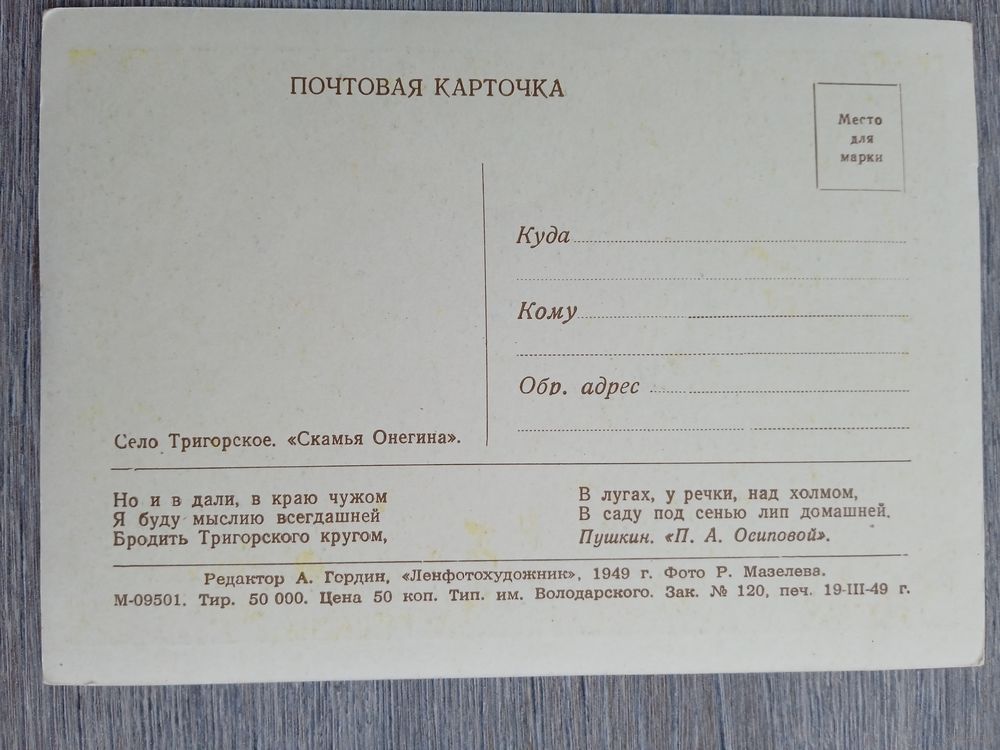 ПОЧТОВАЯ КАРТОЧКА
Место
для
марки
Куда
Кому
Обр. адрес
Село Тригорское. «Скамья Онегина».
Но и в дали, в краю чужом
Я буду мыслию всегдашней
Бродить Тригорского кругом,
В лугах, у речки, над холмом,
В саду под сенью лип домашней.
Пушкин. «П. А. Осиповой».
Редактор А. Гордин, «Ленфотохудожник», 1949 г. Фото Р. Мазелева.
М-09501. Тир. 50 000. Цена 50 коп. Тип. им. Володарского. Зак. № 120, печ. 19-III-49 г.